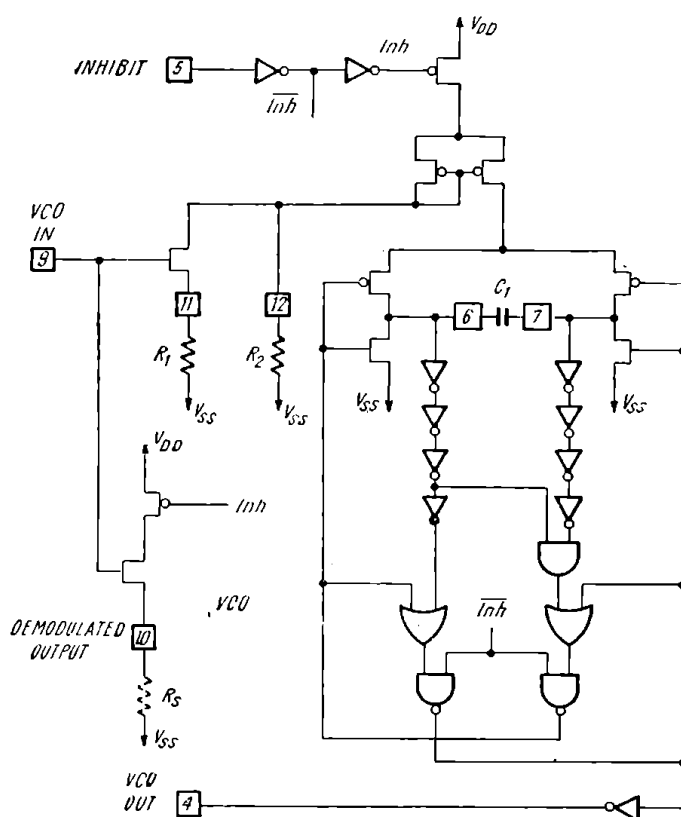 VDD
INHIBIT 5
Inh
Inh
VCO
IN
9
11
12
6
C1
7
R1
R2
VSS
VSS
VSS
VSS
VDD
Inh
VCO
Inh
DEMODULATED
OUTPUT
10
RS
VSS
VCO
OUT
4